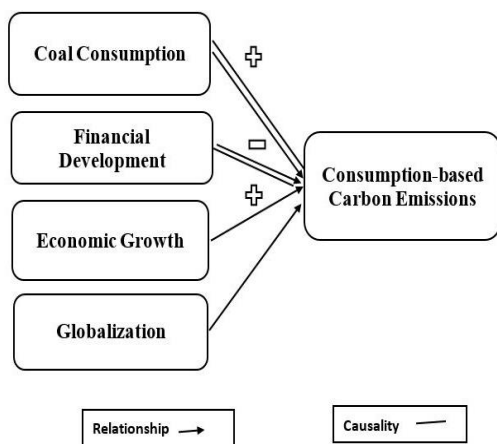 Coal Consumption
Financial
Development
Economic Growth
Globalization
Consumption-based
Carbon Emissions
Relationship
Causality